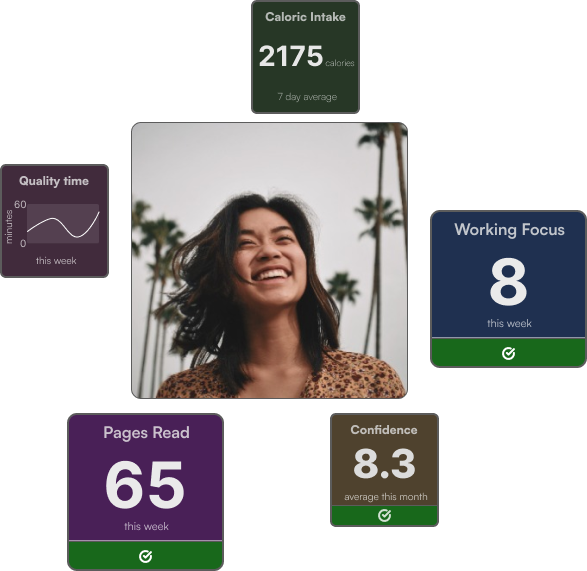 Caloric Intake
2175 calories
7 day average
Quality time
60
minutes
0
this week
Working Focus
8
this week
Pages Read
65
this week
Confidence
8.3
average this month